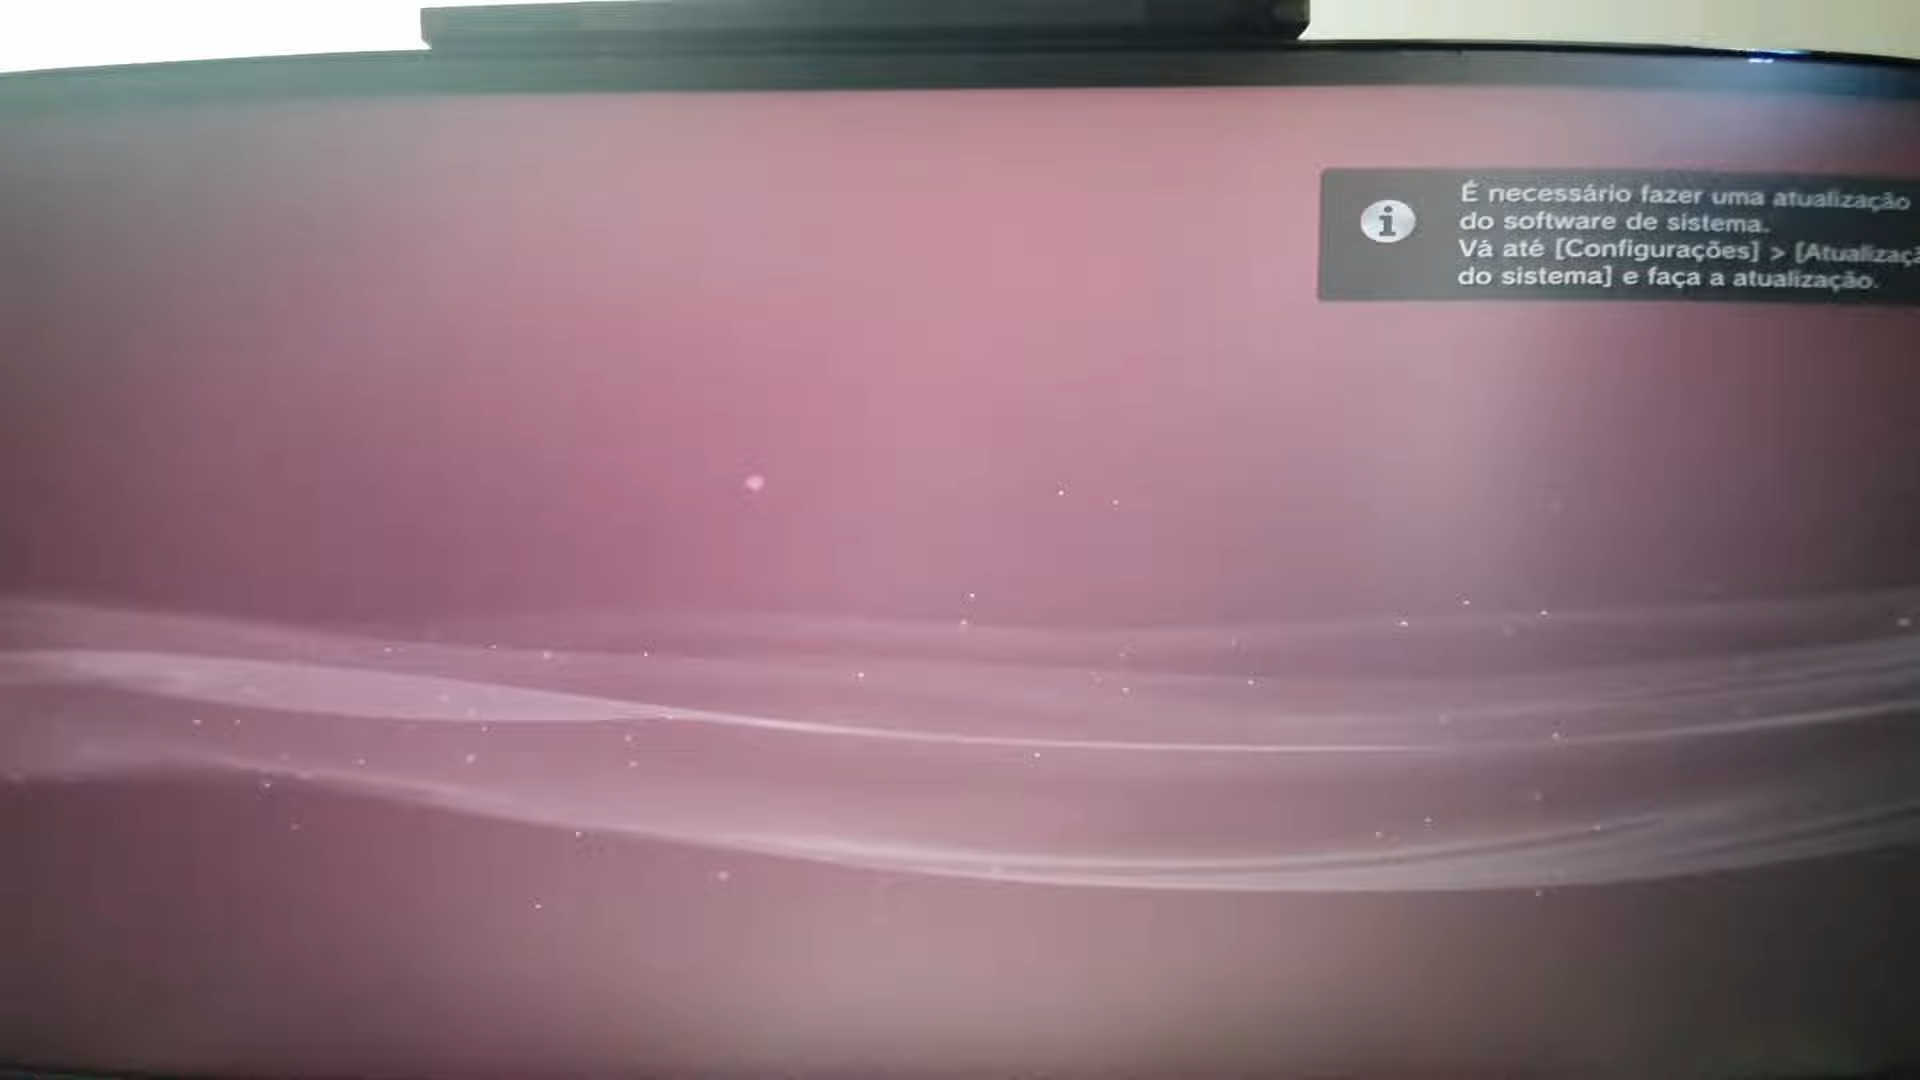 É necessário fazer uma atualização
do software de sistema.
Vá até [Configurações] >
do sistema] e faça a atualização.